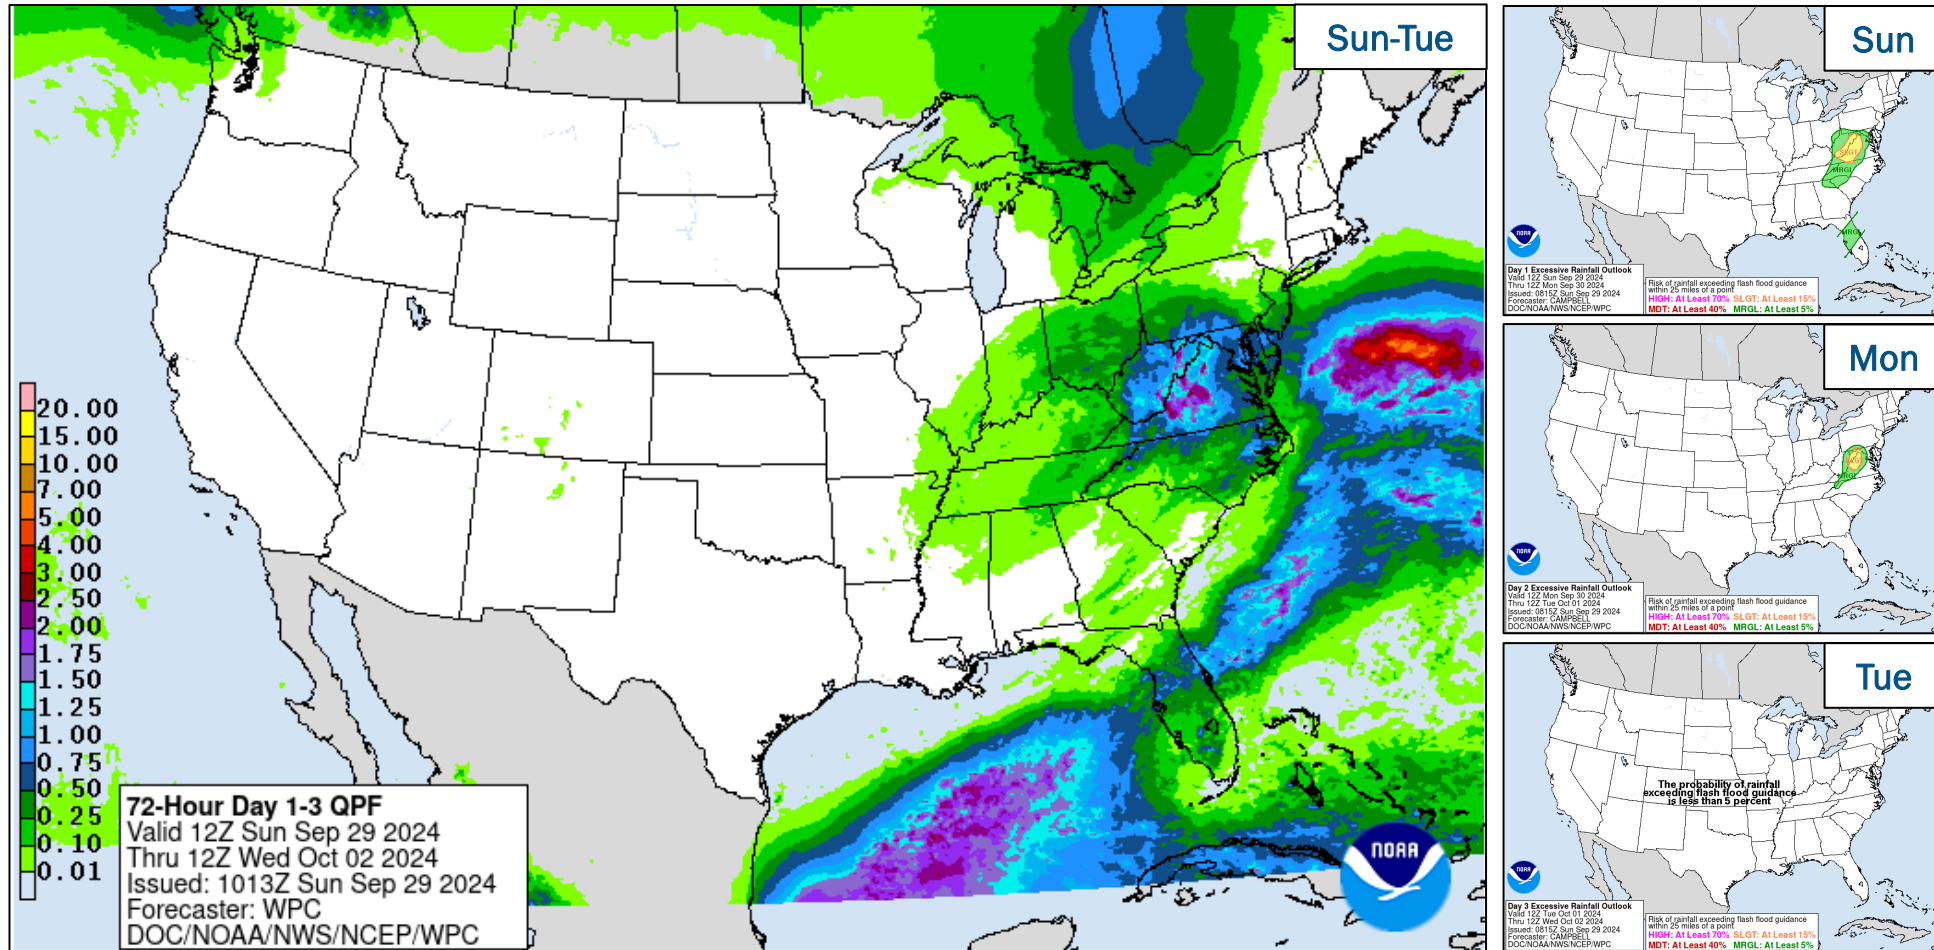 Sun-Tue
20.00
15.00
10.00
7.00
5.00
4.00
3.00
2.50
2.00
1.75
1.50
1.25
1.00
0.75
0.50
0.25
0.10
0.01
72-Hour Day 1-3 QPF
Valid 12Z Sun Sep 29 2024
Thru 12Z Wed Oct 02 2024
Issued: 1013Z Sun Sep 29 2024
Forecaster: WPC
DOC/NOAA/NWS/NCEP/WPC
NOAA
Sun
SLGT
MRGL
MRGL
NOAA
Day 1 Excessive Rainfall Outlook
Valid 12Z Sun Sep 29 2024
Thru 12Z Mon Sep 30 2024
Issued: 0815Z Sun Sep 29 2024
Forecaster: CAMPBELL
DOC/NOAA/NWS/NCEP/WPC
Risk of rainfall exceeding flash flood guidance
within 25 miles of a point
HIGH: At Least 70% SLGT: At Least 15%
MDT: At Least 40% MRGL: At Least 5%
Mon
MRGL
NOAA
Day 2 Excessive Rainfall Outlook
Valid 12Z Mon Sep 30 2024
Thru 12Z Tue Oct 01 2024
Issued: 0815Z Sun Sep 29 2024
Forecaster: CAMPBELL
DOC/NOAA/NWS/NCEP/WPC
Risk of rainfall exceeding flash flood guidance
within 25 miles of a point
HIGH: At Least 70% SLGT: At Least 15%
MDT: At Least 40% MRGL: At Least 5%
Tue
The probability of rainfall
exceeding flash flood guidance
is less than 5 percent
NOAA
Day 3 Excessive Rainfall Outlook
Valid 12Z Tue Oct 01 2024
Thru 12Z Wed Oct 02 2024
Issued: 0815Z Sun Sep 29 2024
Forecaster: CAMPBELL
DOC/NOAA/NWS/NCEP/WPC
Risk of rainfall exceeding flash flood guidance
within 25 miles of a point
HIGH: At Least 70% SLGT: At Least 15%
MDT: At Least 40% MRGL: At Least 5%